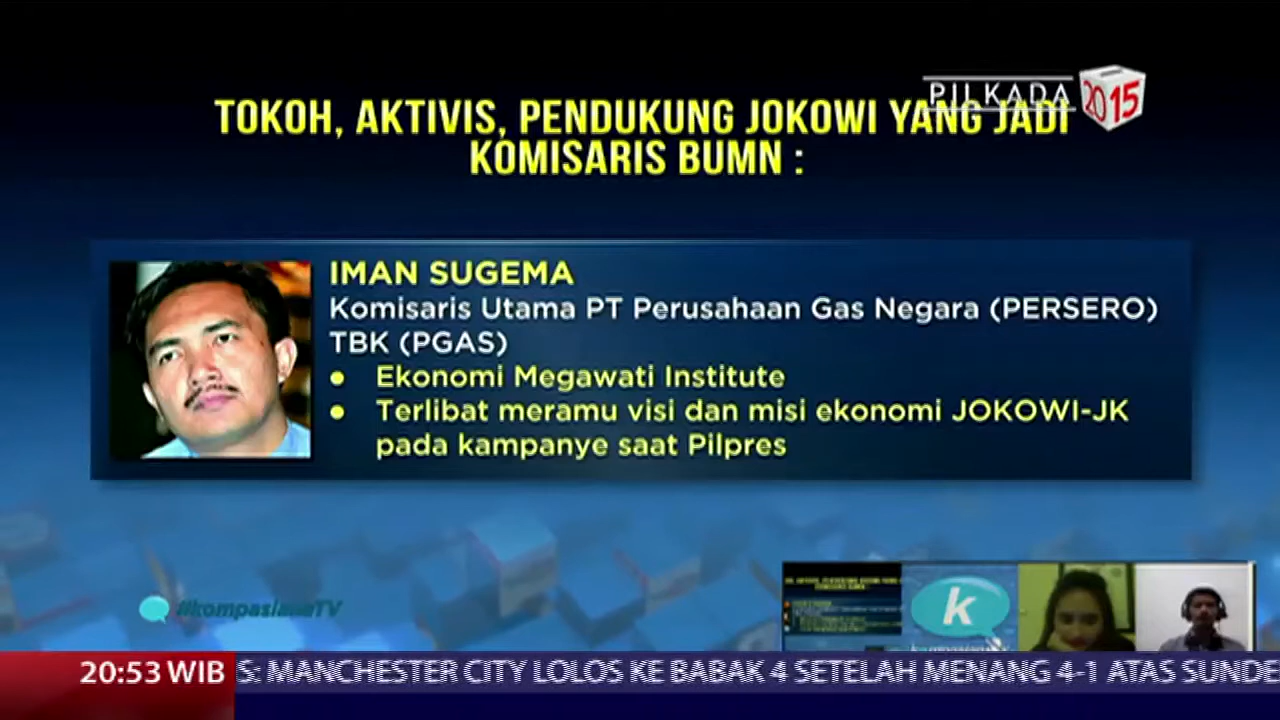 PILKADA 2015
TOKOH, AKTIVIS, PENDUKUNG JOKOWI YANG JADI
KOMISARIS BUMN :
IMAN SUGEMA
Komisaris Utama PT Perusahaan Gas Negara (PERSERO)
TBK (PGAS)
● Ekonomi Megawati Institute
● Terlibat meramu visi dan misi ekonomi JOKOWI-JK
pada kampanye saat Pilpres
#kompasianaTV
k
20:53 WIB
S: MANCHESTER CITY LOLOS KE BABAK 4 SETELAH MENANG 4-1 ATAS SUNDE